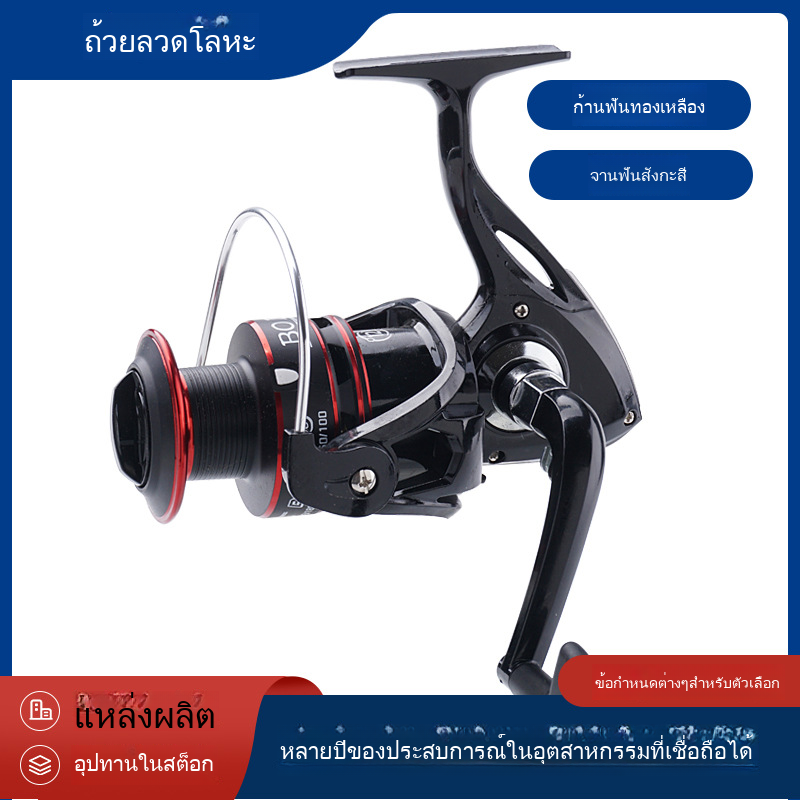 ถ้วยลวดโลหะ
ก้านฟันทองเหลือง
จานฟันสังกะสี
BO
50/100
ข้อกำหนดต่างๆสำหรับตัวเลือก
แหล่งผลิต
อุปทานในสต็อก
หลายปีของประสบการณ์ในอุตสาหกรรมที่เชื่อถือได้